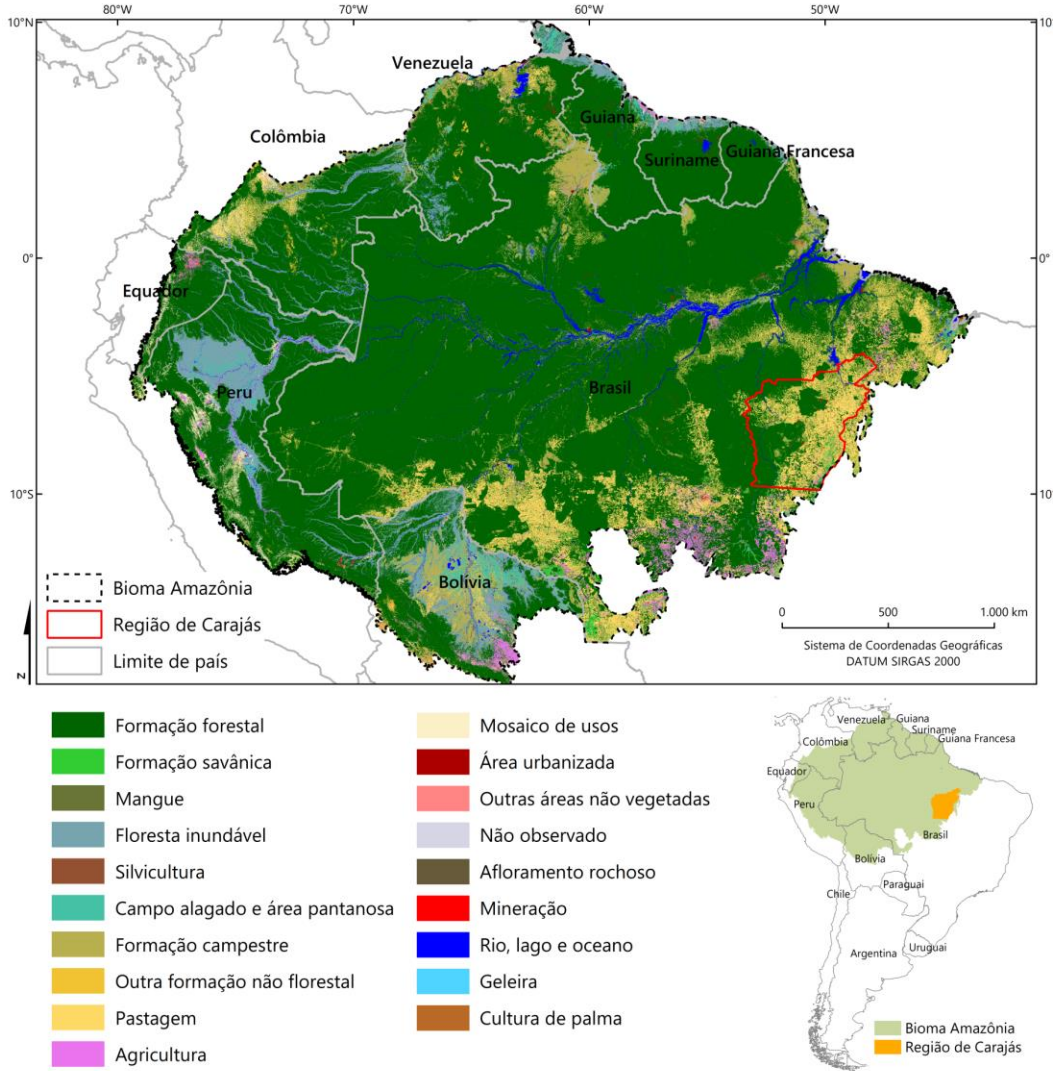 80°W 70°W 60°W 50°W
10°N 10°
Venezuela
Guiana
Colômbia
Suriname
Guiana Francesa
0° 0°
Equador
Peru
Brasil
10°S 10°
Bolívia
Bioma Amazônia
Região de Carajás
Limite de país
N
0 500 1.000 km
Sistema de Coordenadas Geográficas
DATUM SIRGAS 2000
Formação forestal
Formação savânica
Mangue
Floresta inundável
Silvicultura
Campo alagado e área pantanosa
Formação campestre
Outra formação não florestal
Pastagem
Agricultura
Mosaico de usos
Área urbanizada
Outras áreas não vegetadas
Não observado
Afloramento rochoso
Mineração
Rio, lago e oceano
Geleira
Cultura de palma
Venezuela
Guiana
Suriname
Guiana Francesa
Colômbia
Equador
Peru
Brasil
Bolívia
Paraguai
Chile
Uruguai
Argentina
Bioma Amazônia
Região de Carajás